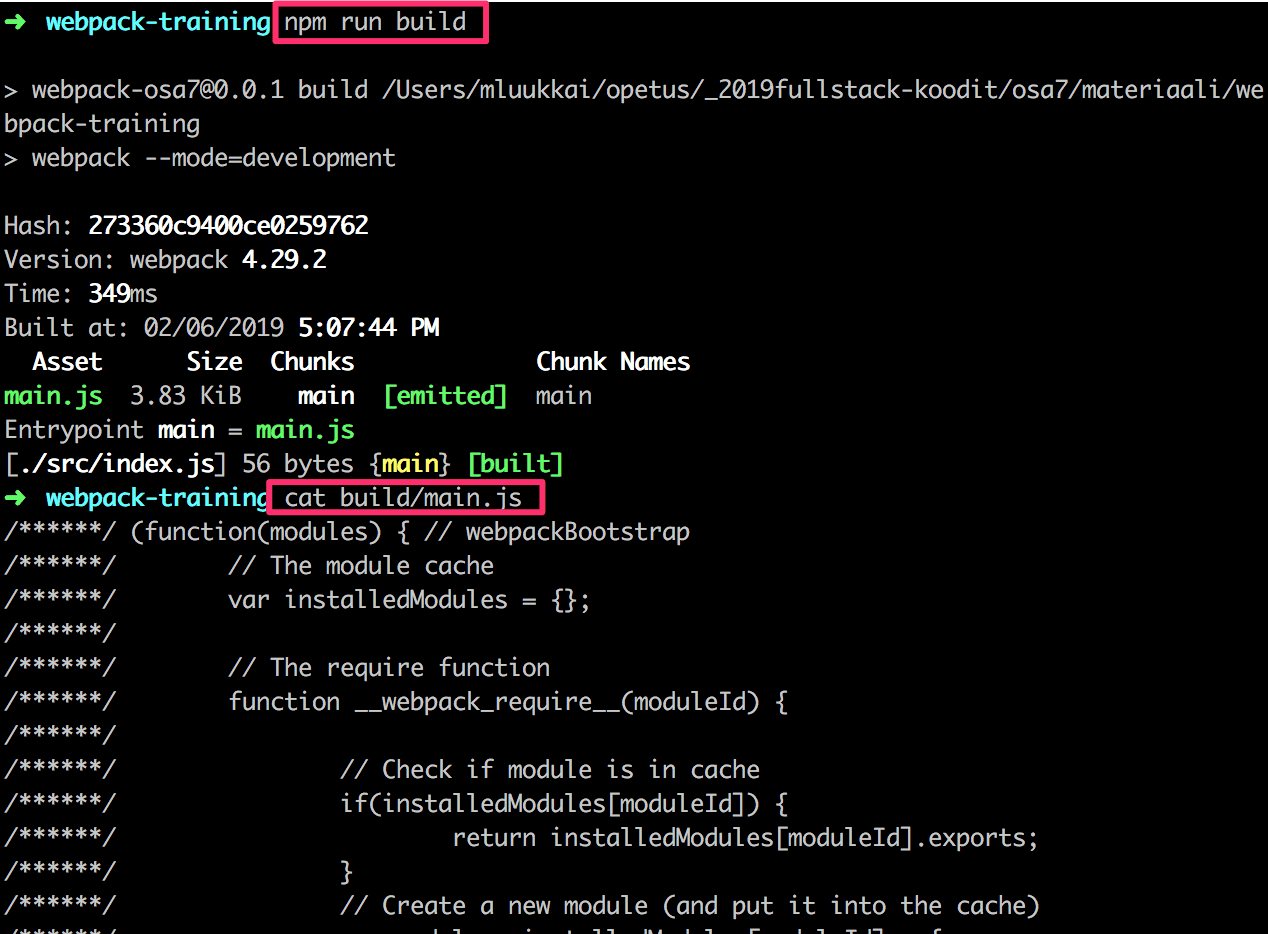 ➜  webpack-training npm run build

> webpack-osa7@0.0.1 build /Users/mluukkai/opetus/_2019fullstack-koodit/osa7/materiaali/we
bpack-training
> webpack --mode=development

Hash: 273360c9400ce0259762
Version: webpack 4.29.2
Time: 349ms
Built at: 02/06/2019 5:07:44 PM
  Asset      Size  Chunks             Chunk Names
main.js  3.83 KiB    main  [emitted]  main
Entrypoint main = main.js
[./src/index.js] 56 bytes {main} [built]
➜  webpack-training cat build/main.js
/******/ (function(modules) { // webpackBootstrap
/******/        // The module cache
/******/        var installedModules = {};
/******/
/******/        // The require function
/******/        function __webpack_require__(moduleId) {
/******/
/******/                // Check if module is in cache
/******/                if(installedModules[moduleId]) {
/******/                        return installedModules[moduleId].exports;
/******/                }
/******/                // Create a new module (and put it into the cache)